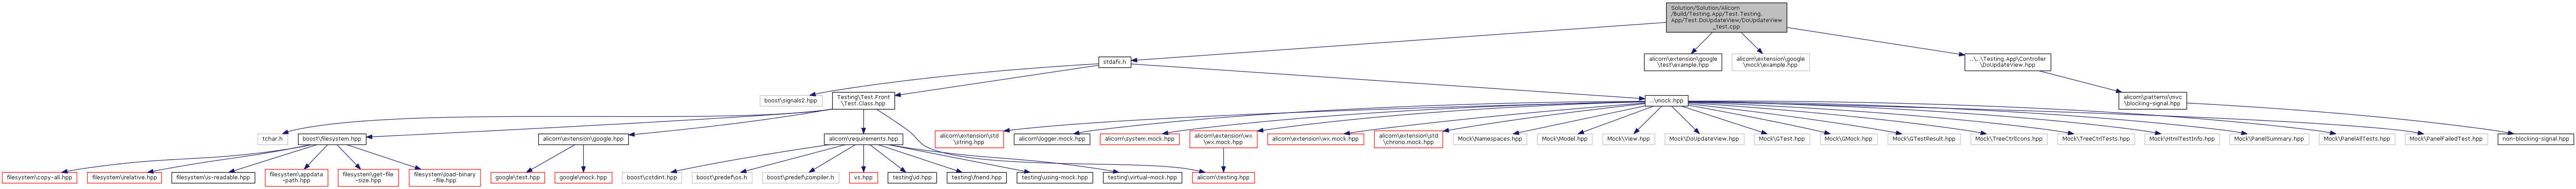 Solution/Solution/Alicorn
/Build/Testing.App/Test.Testing.
App/Test.DoUpdateView/DoUpdateView
_test.cpp
stdafx.h
alicorn\extension\google
\test\example.hpp
alicorn\extension\google
\mock\example.hpp
..\..\Testing.App\Controller
\DoUpdateView.hpp
boost\signals2.hpp
Testing\Test.Front
\Test.Class.hpp
..\mock.hpp
alicorn\patterns\mvc
\blocking-signal.hpp
tchar.h
boost\filesystem.hpp
alicorn\extension\google.hpp
alicorn\requirements.hpp
alicorn\extension\std
\string.hpp
alicorn\logger.mock.hpp
alicorn\system.mock.hpp
alicorn\extension\wx
\wx.mock.hpp
alicorn\extension\wx.mock.hpp
alicorn\extension\std
\chrono.mock.hpp
Mock\Namespaces.hpp
Mock\Model.hpp
Mock\View.hpp
Mock\DoUpdateView.hpp
Mock\GTest.hpp
Mock\GMock.hpp
Mock\GTestResult.hpp
Mock\TreeCtrlIcons.hpp
Mock\TreeCtrlTests.hpp
Mock\HtmlTestInfo.hpp
Mock\PanelSummary.hpp
Mock\PanelAllTests.hpp
Mock\PanelFailedTest.hpp
non-blocking-signal.hpp
filesystem\copy-all.hpp
filesystem\relative.hpp
filesystem\is-readable.hpp
filesystem\appdata
-path.hpp
filesystem\get-file
-size.hpp
filesystem\load-binary
-file.hpp
google\test.hpp
google\mock.hpp
boost\cstdint.hpp
boost\predef\os.h
boost\predef\compiler.h
vs.hpp
testing\d.hpp
testing\friend.hpp
testing\using-mock.hpp
testing\virtual-mock.hpp
alicorn\testing.hpp